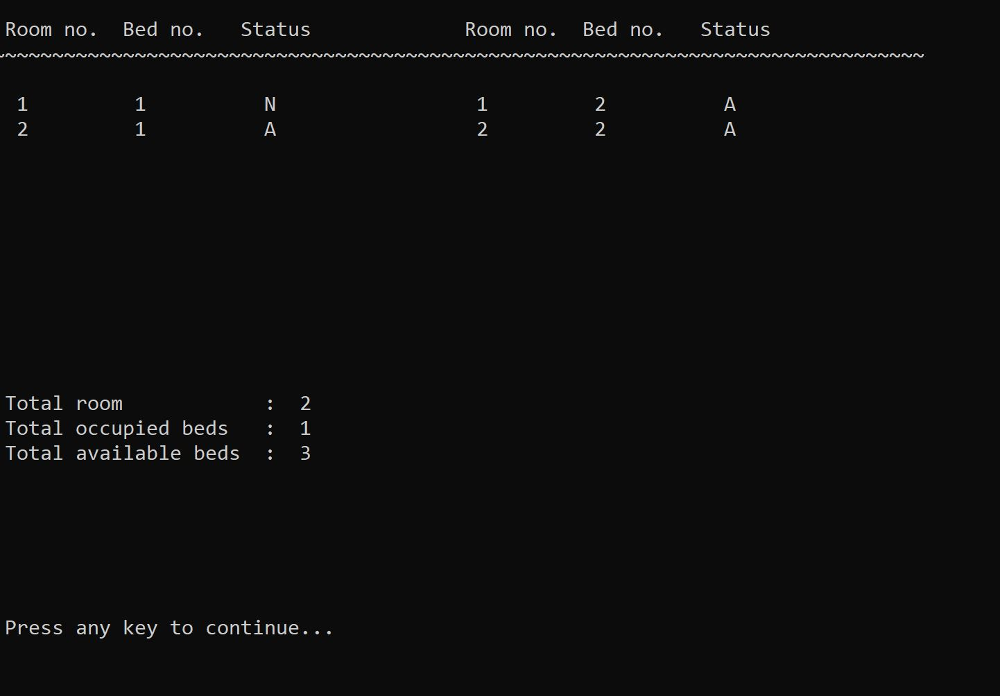 Room no.  Bed no.   Status             Room no.  Bed no.   Status
~~~~~~~~~~~~~~~~~~~~~~~~~~~~~~~~~~~~~~~~~~~~~~~~~~~~~~~~~~~~~~~~~~~~~~~~~~~~~~
 1         1          N                 1         2          A
 2         1          A                 2         2          A
Total room            :  2
Total occupied beds   :  1
Total available beds  :  3
Press any key to continue...